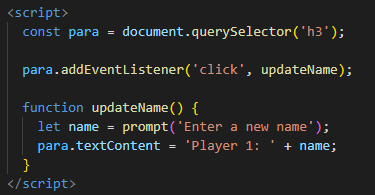 <script>
const para = document.querySelector('h3');
para.addEventListener('click', updateName);
function updateName() {
let name = prompt('Enter a new name');
para.textContent = 'Player 1: ' + name;
}
</script>